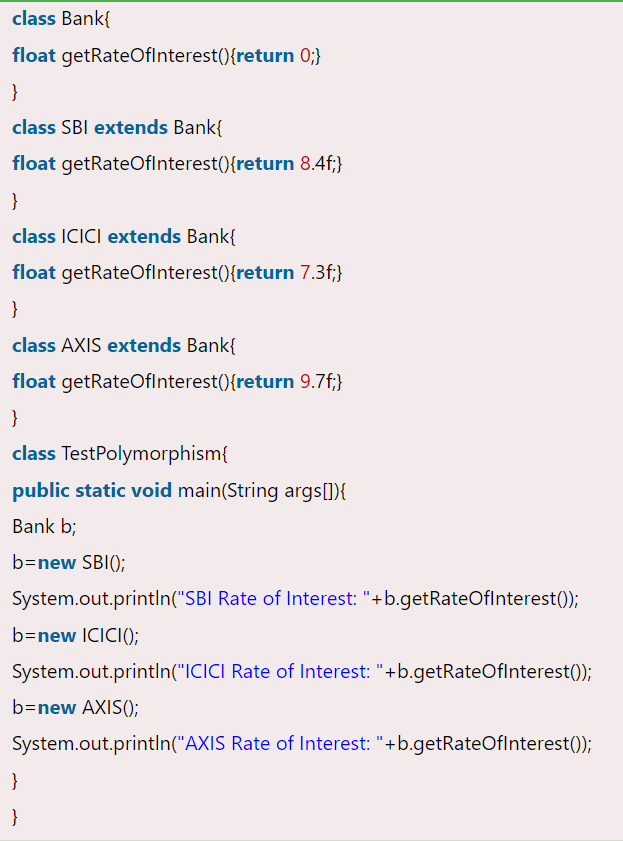 class Bank{
float getRateOfInterest(){return 0;}
}
class SBI extends Bank{
float getRateOfInterest(){return 8.4f;}
}
class ICICI extends Bank{
float getRateOfInterest(){return 7.3f;}
}
class AXIS extends Bank{
float getRateOfInterest(){return 9.7f;}
}
class TestPolymorphism{
public static void main(String args[]){
Bank b;
b=new SBI();
System.out.println("SBI Rate of Interest: "+b.getRateOfInterest());
b=new ICICI();
System.out.println("ICICI Rate of Interest: "+b.getRateOfInterest());
b=new AXIS();
System.out.println("AXIS Rate of Interest: "+b.getRateOfInterest());
}
}